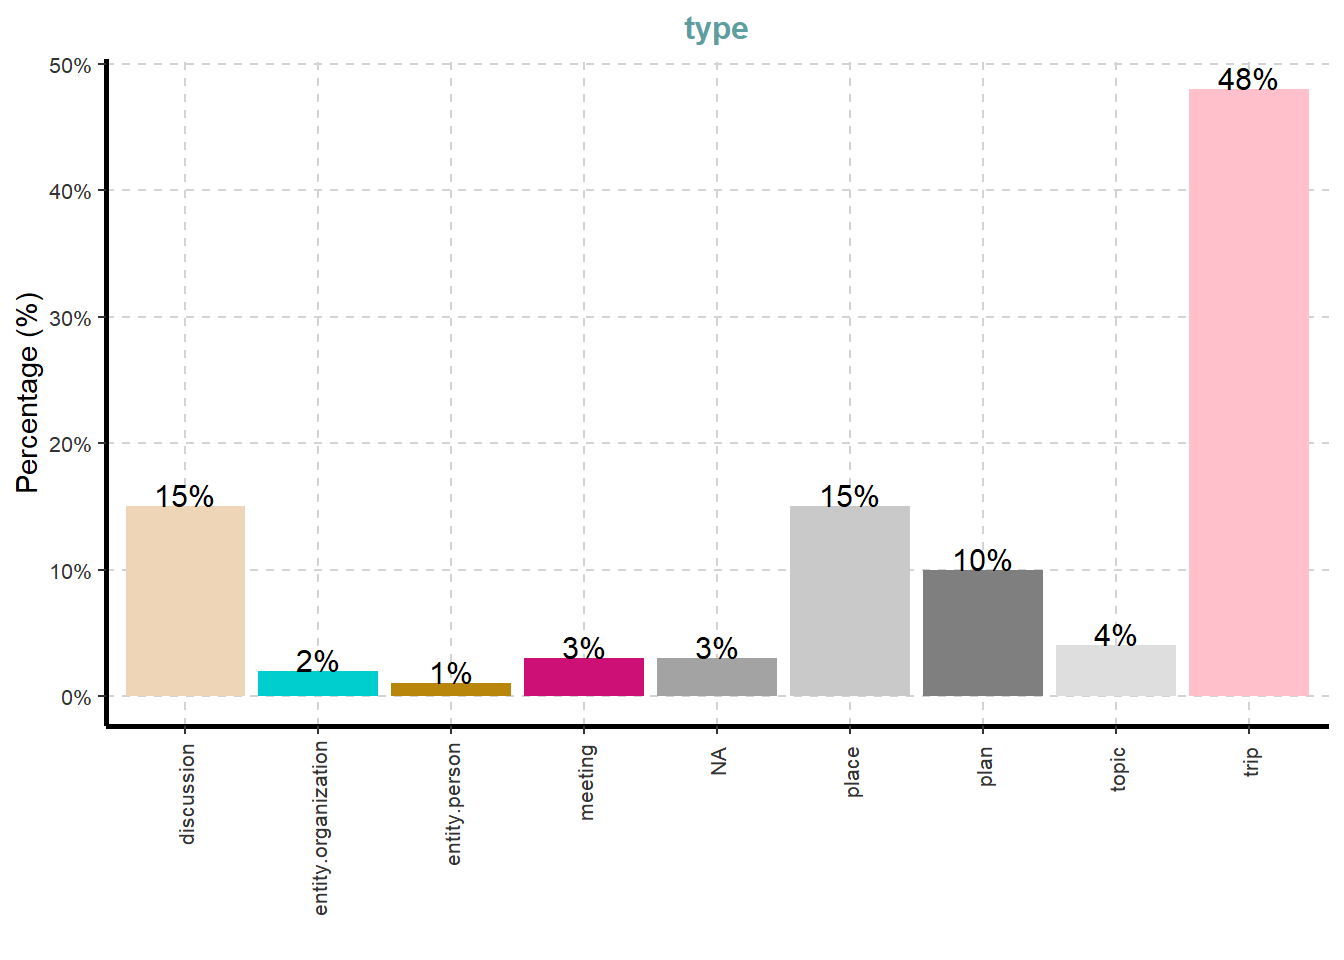 type
50%
40%
30%
20%
10%
0%
Percentage (%)
15%
2%
1%
3%
3%
15%
10%
4%
48%
discussion
entity.organization
entity.person
meeting
NA
place
plan
topic
trip